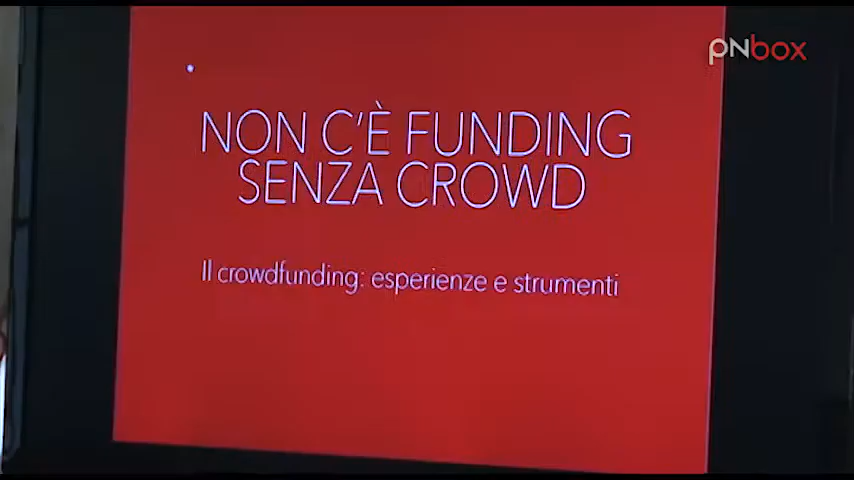 pNbox
NON C'È FUNDING
SENZA CROWD
Il crowdfunding: esperienze e strumenti